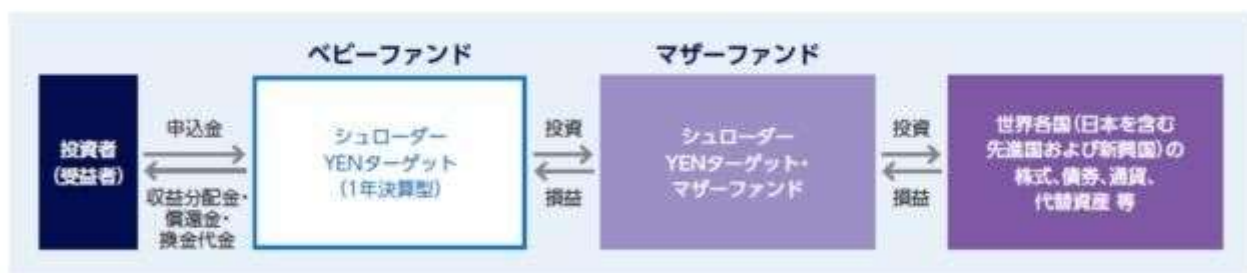 ベビーファンド
マザーファンド
投資者
(受益者)
申込金
収益分配金・
償還金・
換金代金
シュローダー
YENターゲット
(1年決算型)
投資
損益
シュローダー
YENターゲット・
マザーファンド
投資
損益
世界各国(日本を含む
先進国および新興国)の
株式、債券、通貨、
代替資産 等